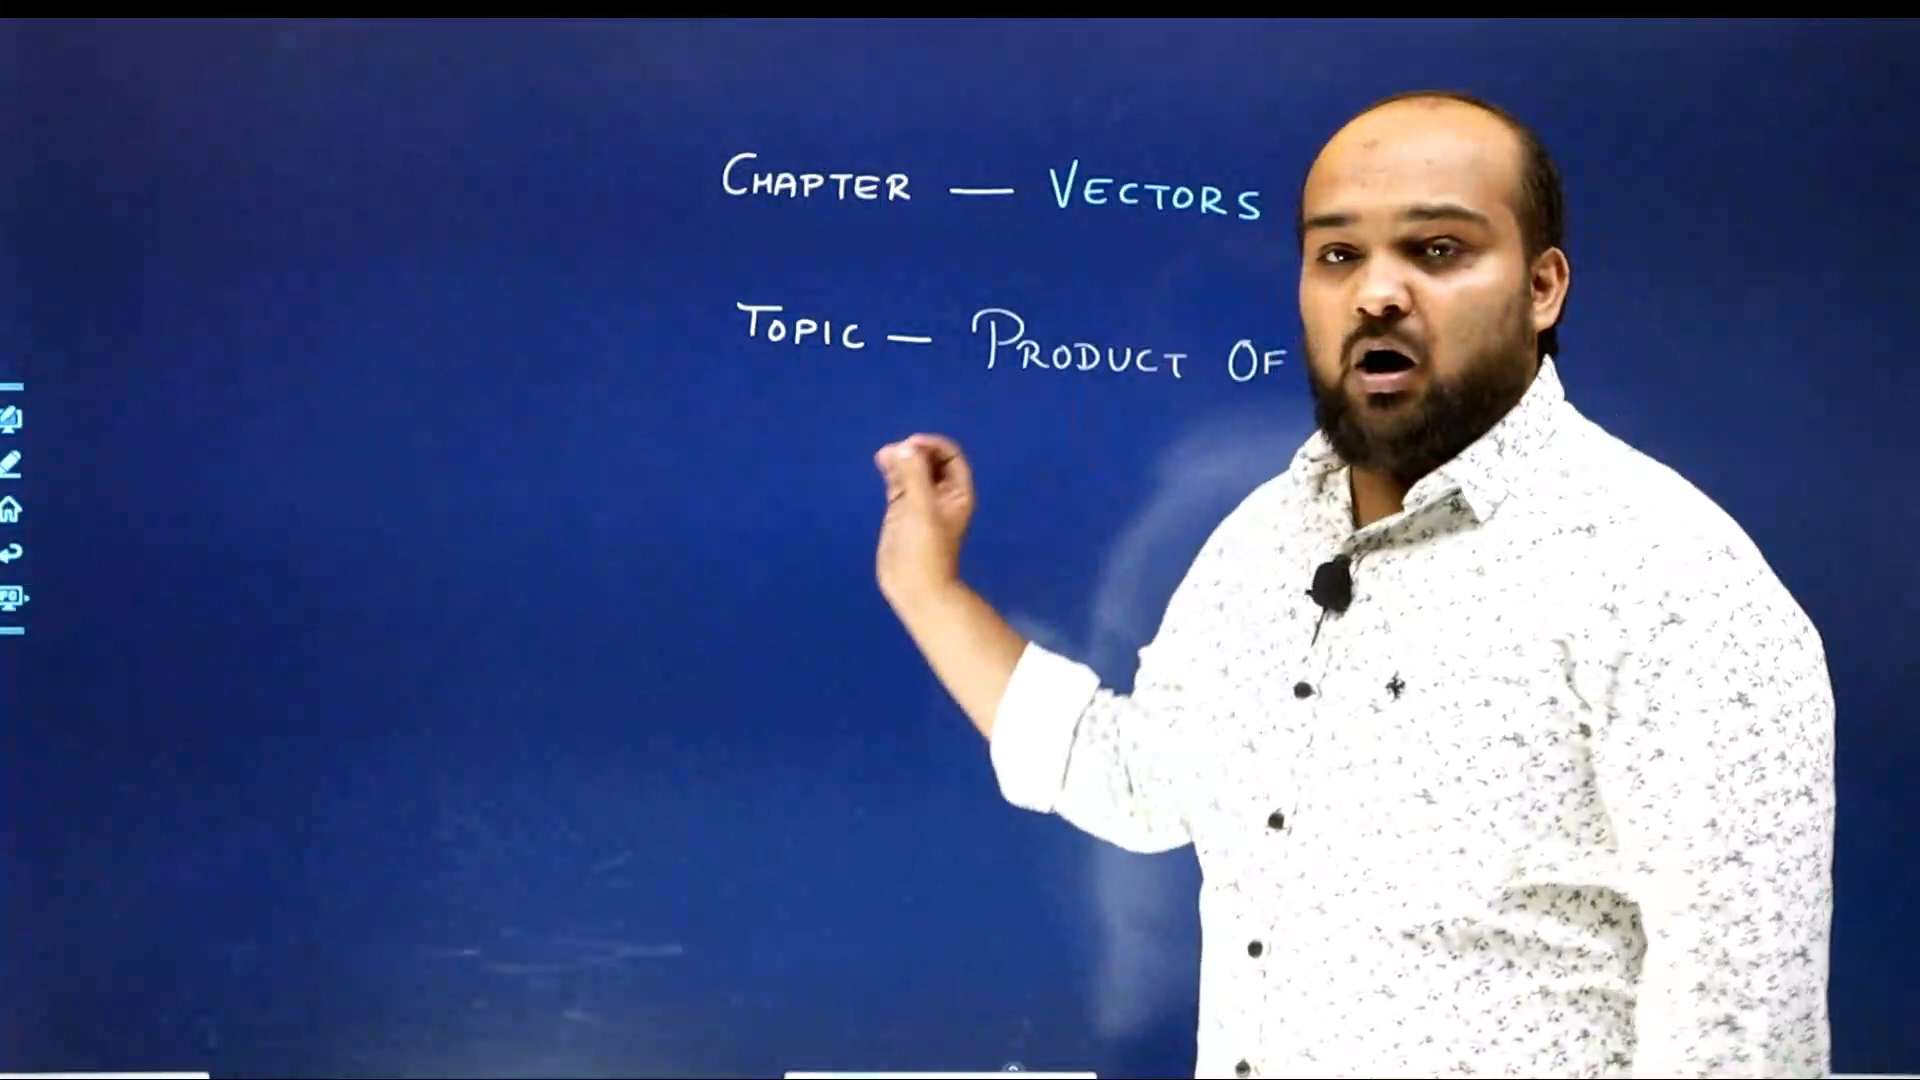 CHAPTER — VECTORS
TOPIC — PRODUCT OF